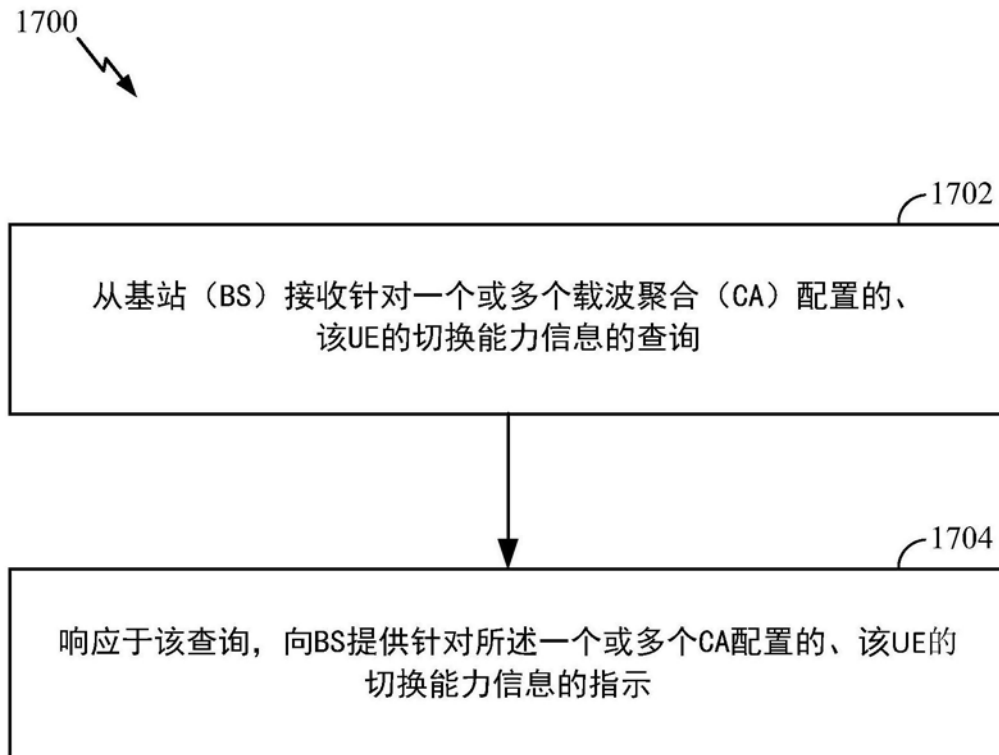 1700
1702
从基站（BS）接收针对一个或多个载波聚合（CA）配置的、
该UE的切换能力信息的查询
1704
响应于该查询，向BS提供针对所述一个或多个CA配置的、该UE的
切换能力信息的指示